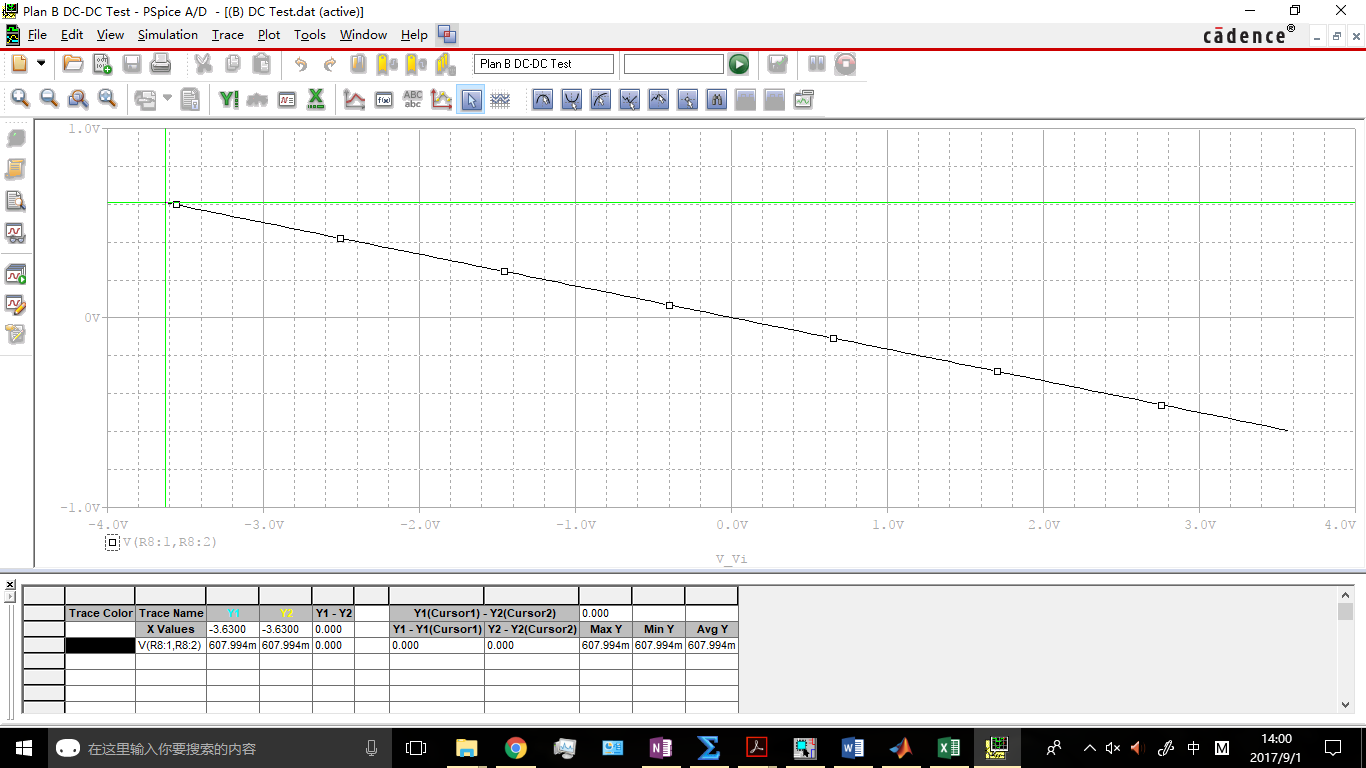 Plan B DC-DC Test - PSpice A/D - [(B) DC Test.dat (active)]
File Edit View Simulation Trace Plot Tools Window Help
cādence®
Plan B DC-DC Test
ABC
abc
1.0V
0V
-1.0V
-4.0V -3.0V -2.0V -1.0V 0.0V 1.0V 2.0V 3.0V 4.0V
V(R8:1,R8:2)
V_Vi
Trace Color Trace Name Y1 Y2 Y1 - Y2 Y1(Cursor1) - Y2(Cursor2) 0.000
X Values -3.6300 -3.6300 0.000 Y1 - Y1(Cursor1) Y2 - Y2(Cursor2) Max Y Min Y Avg Y
V(R8:1,R8:2) 607.994m 607.994m 0.000 0.000 0.000 607.994m 607.994m 607.994m
在这里输入你要搜索的内容
中 M
14:00
2017/9/1